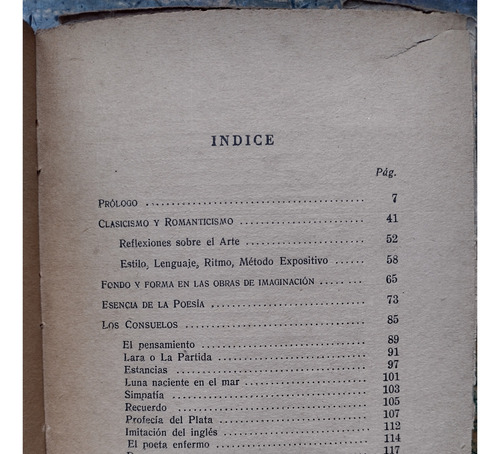 INDICE
Pág.
PRÓLOGO ........ 7
CLASICISMO Y ROMANTICISMO ........ 41
Reflexiones sobre el Arte ........ 52
Estilo, Lenguaje, Ritmo, Método Expositivo ........ 58
FONDO Y FORMA EN LAS OBRAS DE IMAGINACIÓN ........ 65
ESENCIA DE LA POESÍA ........ 73
LOS CONSUELOS ........ 85
El pensamiento ........ 89
Lara o La Partida ........ 91
Estancias ........ 97
Luna naciente en el mar ........ 101
Simpatía ........ 103
Recuerdo ........ 105
Profecía del Plata ........ 107
Imitación del inglés ........ 112
El poeta enfermo ........ 114
117